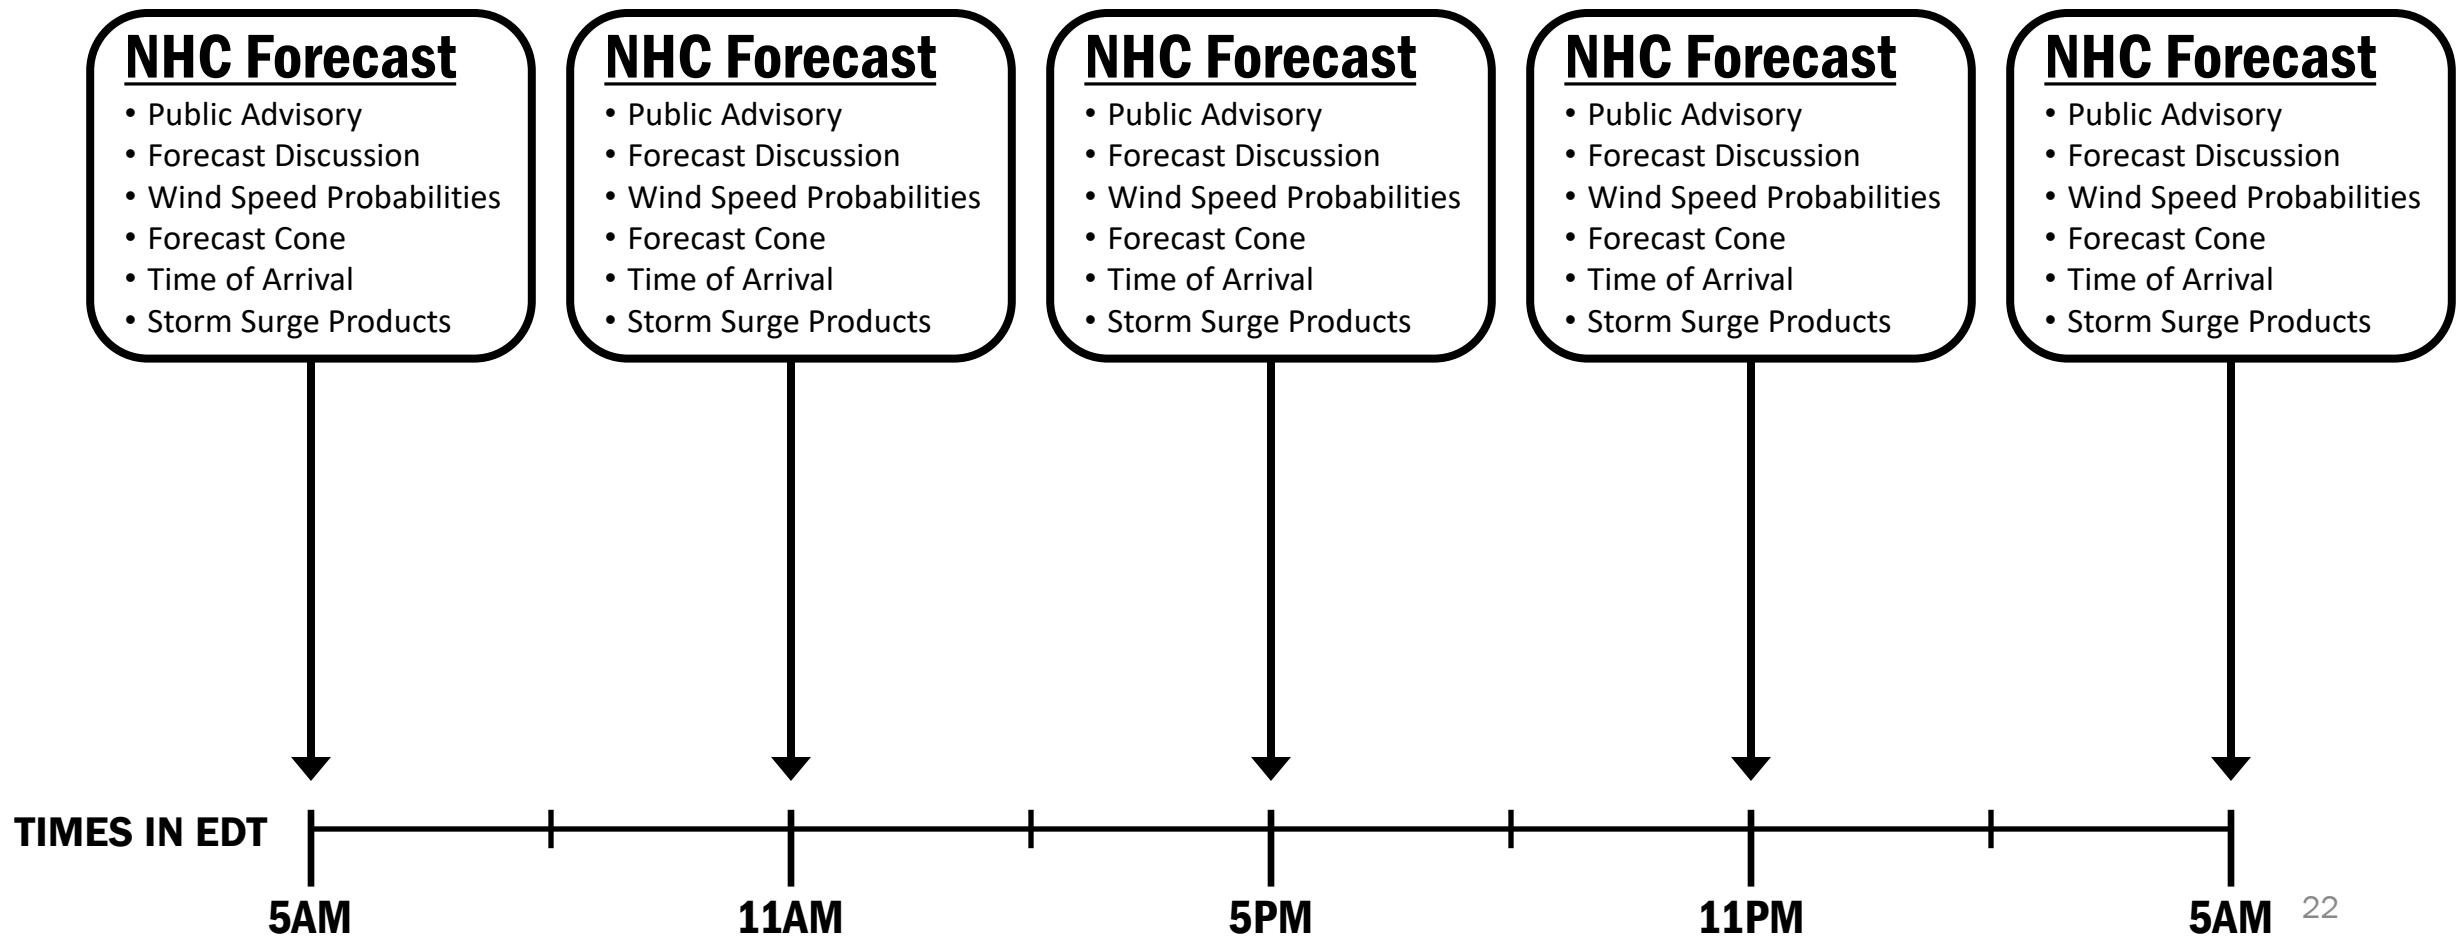 NHC Forecast
• Public Advisory
• Forecast Discussion
• Wind Speed Probabilities
• Forecast Cone
• Time of Arrival
• Storm Surge Products
NHC Forecast
• Public Advisory
• Forecast Discussion
• Wind Speed Probabilities
• Forecast Cone
• Time of Arrival
• Storm Surge Products
NHC Forecast
• Public Advisory
• Forecast Discussion
• Wind Speed Probabilities
• Forecast Cone
• Time of Arrival
• Storm Surge Products
NHC Forecast
• Public Advisory
• Forecast Discussion
• Wind Speed Probabilities
• Forecast Cone
• Time of Arrival
• Storm Surge Products
NHC Forecast
• Public Advisory
• Forecast Discussion
• Wind Speed Probabilities
• Forecast Cone
• Time of Arrival
• Storm Surge Products
TIMES IN EDT
5AM
11AM
5PM
11PM
5AM
22